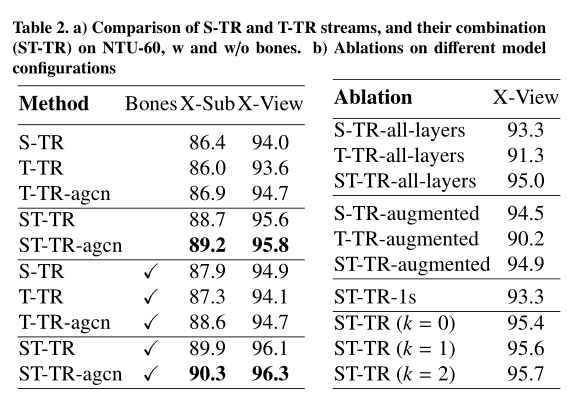 Table 2. a) Comparison of S-TR and T-TR streams, and their combination
(ST-TR) on NTU-60, w and w/o bones. b) Ablations on different model
configurations
Method Bones X-Sub X-View
S-TR 86.4 94.0
T-TR 86.0 93.6
T-TR-agcn 86.9 94.7
ST-TR 88.7 95.6
ST-TR-agcn 89.2 95.8
S-TR ✓ 87.9 94.9
T-TR ✓ 87.3 94.1
T-TR-agcn ✓ 88.6 94.7
ST-TR ✓ 89.9 96.1
ST-TR-agcn ✓ 90.3 96.3
Ablation X-View
S-TR-all-layers 93.3
T-TR-all-layers 91.3
ST-TR-all-layers 95.0
S-TR-augmented 94.5
T-TR-augmented 90.2
ST-TR-augmented 94.9
ST-TR-1s 93.3
ST-TR (k = 0) 95.4
ST-TR (k = 1) 95.6
ST-TR (k = 2) 95.7